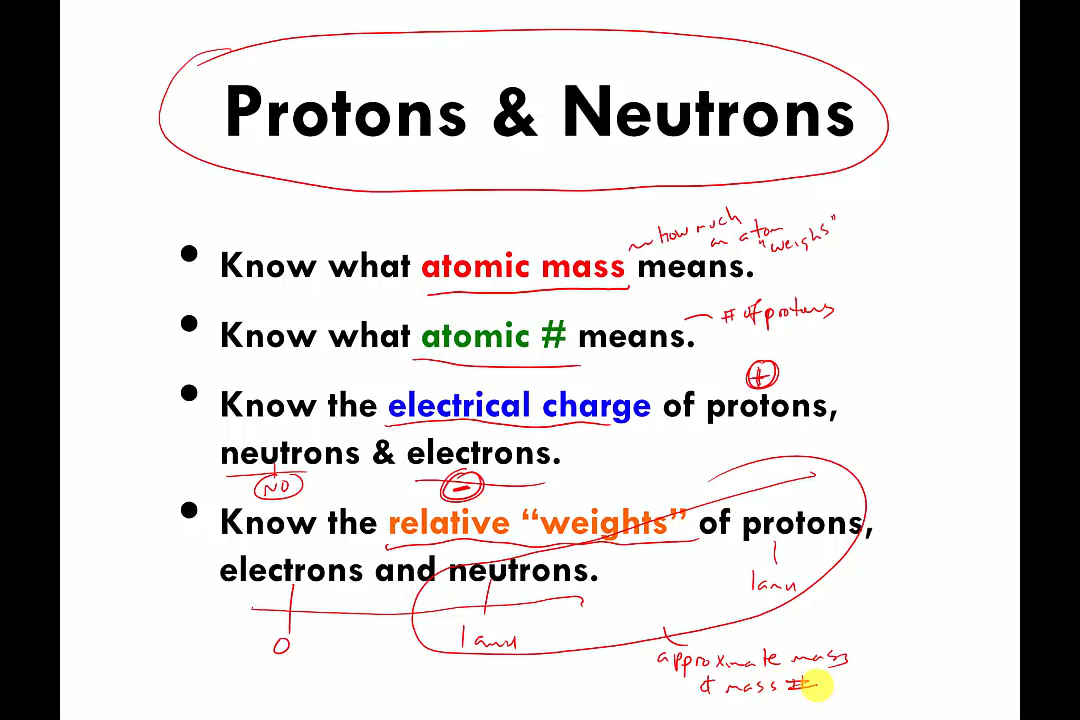 Protons & Neutrons
how much
an atom
"weighs"
• Know what atomic mass means.
# of protons
• Know what atomic # means.
+
• Know the electrical charge of protons,
neutrons & electrons.
NO
-
• Know the relative “weights” of protons,
electrons and neutrons.
1 amu
0
1 amu
approximate mass
& mass #